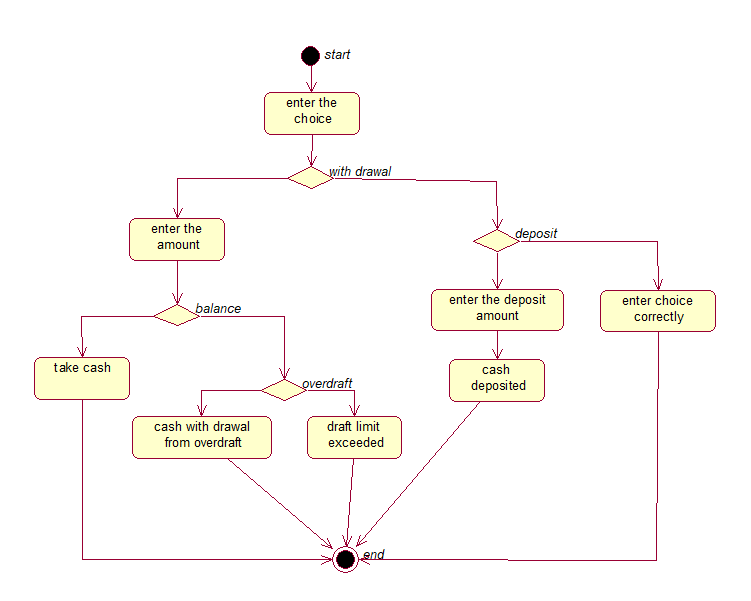 start
enter the
choice
with drawal
enter the
amount
deposit
balance
enter the deposit
amount
enter choice
correctly
take cash
cash
deposited
overdraft
cash with drawal
from overdraft
draft limit
exceeded
end